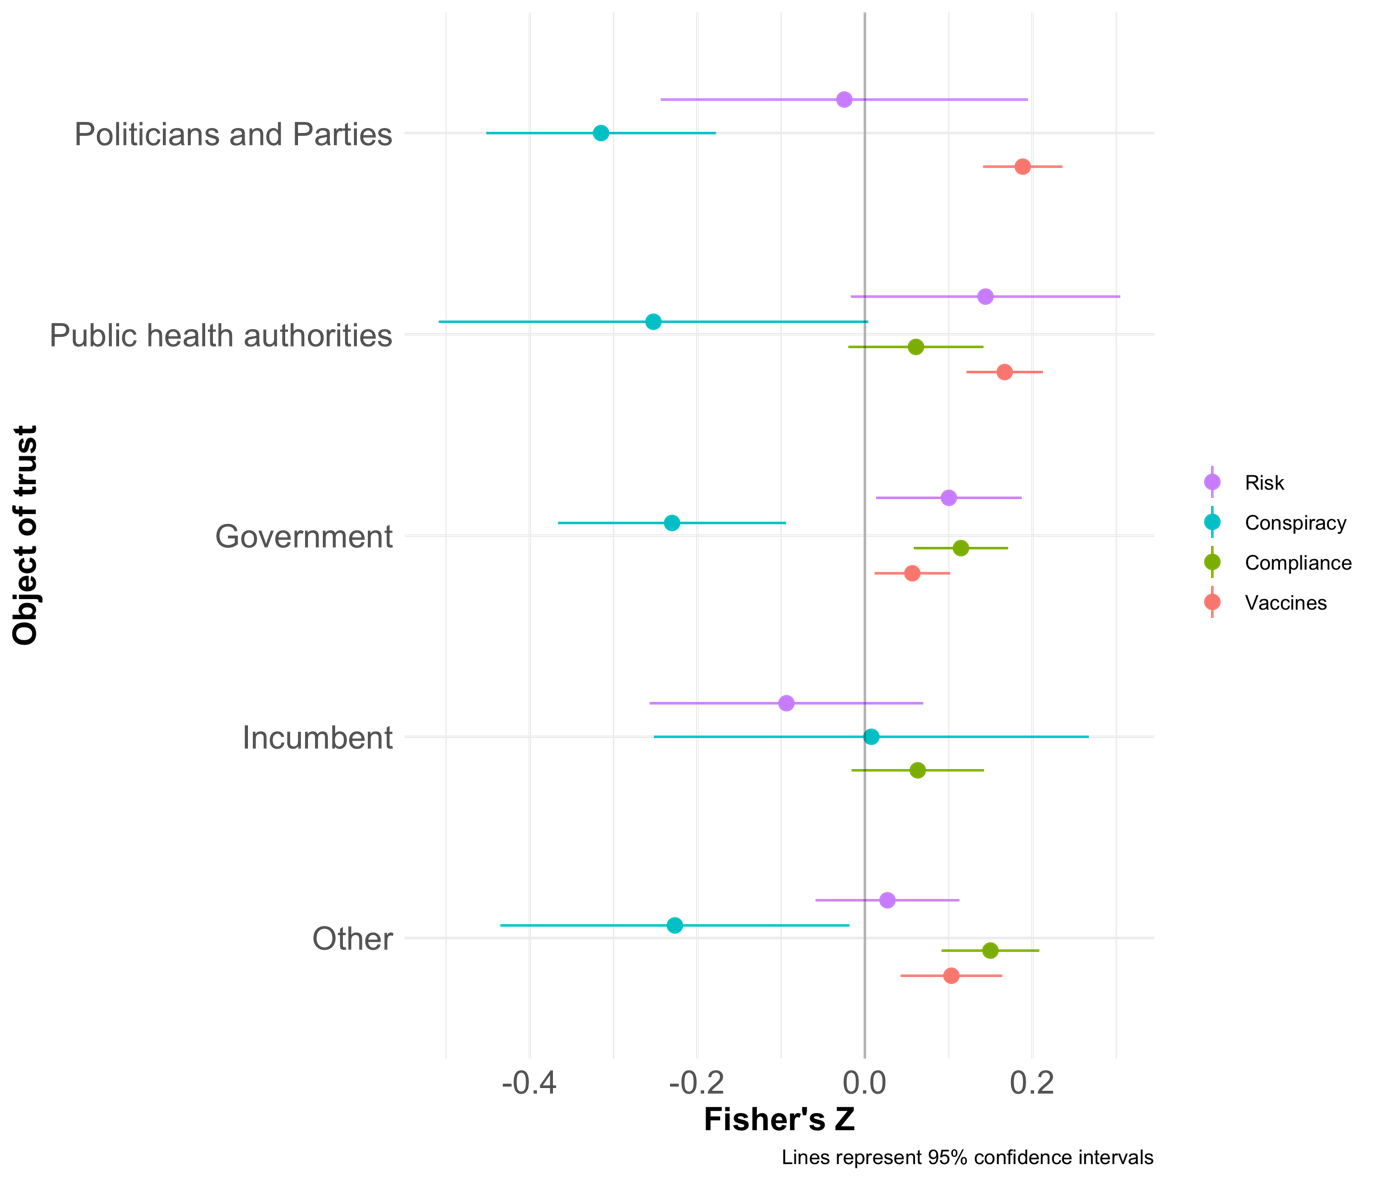 Politicians and Parties
Public health authorities
Government
Incumbent
Other
Object of trust
-0.4
-0.2
0.0
0.2
Fisher's Z
Lines represent 95% confidence intervals
Risk
Conspiracy
Compliance
Vaccines